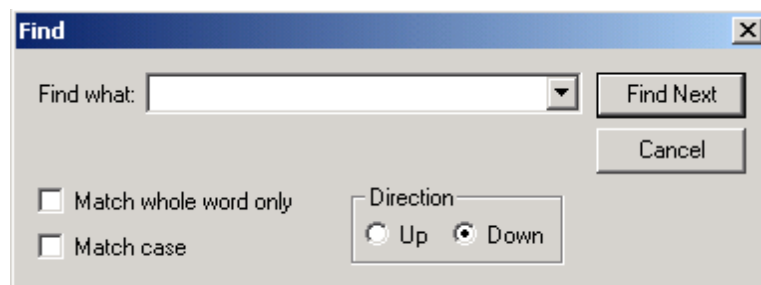 Find
Find what:
Find Next
Cancel
Match whole word only
Match case
Direction
Up
Down